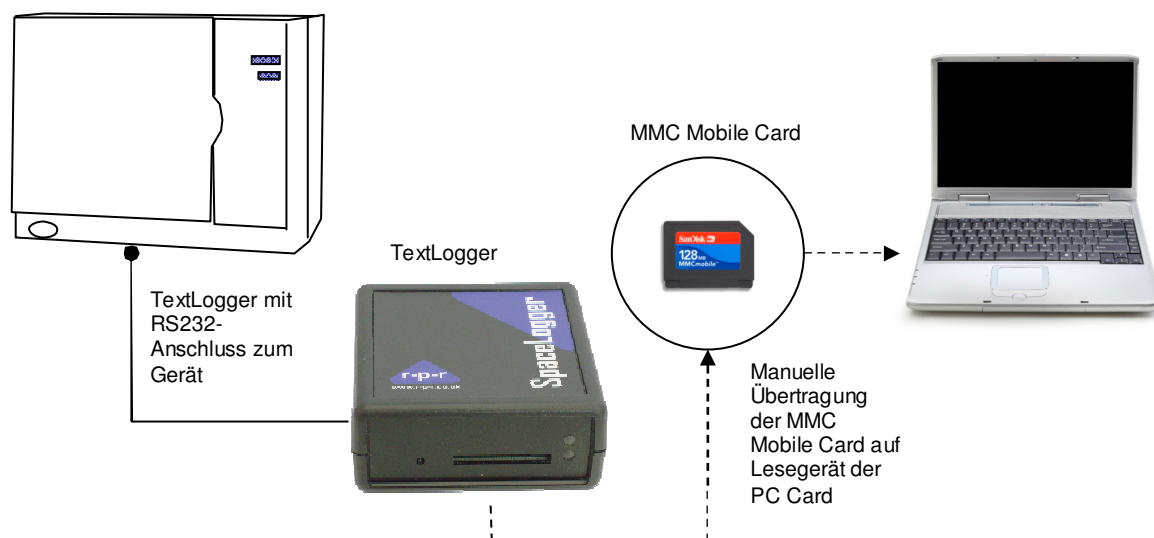 MMC Mobile Card
TextLogger
TextLogger mit
RS232-
Anschluss zum
Gerät
SanDisk
128MB
MMCmobile™
SpaceLogger
r-p-r
www.r-p-r.co.uk
Manuelle
Übertragung
der MMC
Mobile Card auf
Lesegerät der
PC Card